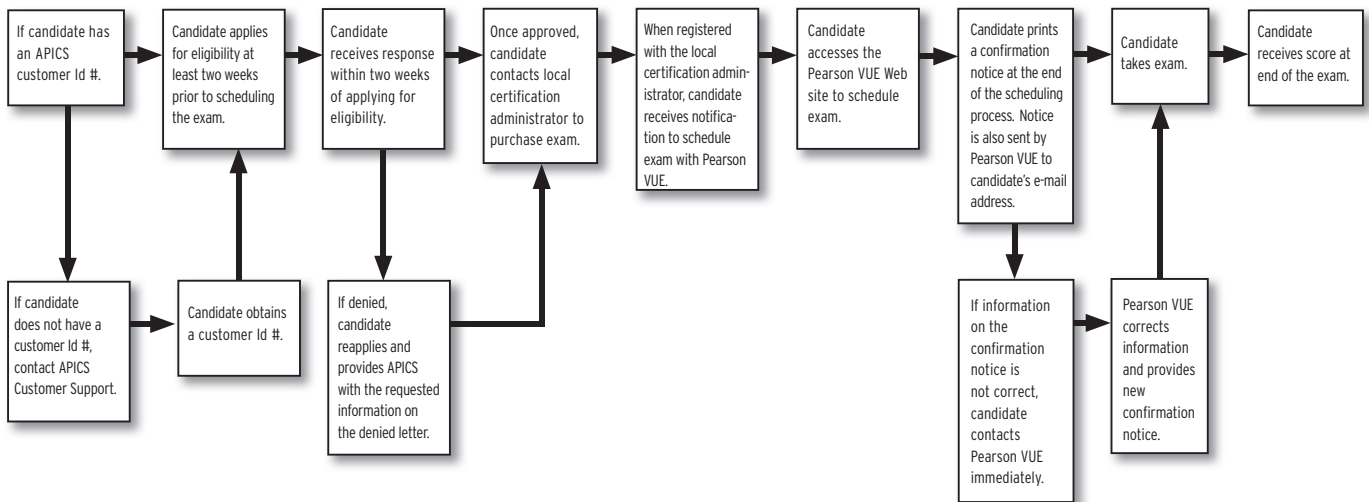 If candidate has
an APICS
customer Id #.
Candidate applies
for eligibility at
least two weeks
prior to scheduling
the exam.
Candidate
receives response
within two weeks
of applying for
eligibility.
Once approved,
candidate
contacts local
certification
administrator to
purchase exam.
When registered
with the local
certification admin-
istrator, candidate
receives notifica-
tion to schedule
exam with Pearson
VUE.
Candidate
accesses the
Pearson VUE Web
site to schedule
exam.
Candidate prints
a confirmation
notice at the end
of the scheduling
process. Notice
is also sent by
Pearson VUE to
candidate's e-mail
address.
Candidate
takes exam.
Candidate
receives score at
end of the exam.
If candidate
does not have a
customer Id #,
contact APICS
Customer Support.
Candidate obtains
a customer Id #.
If denied,
candidate
reapplies and
provides APICS
with the requested
information on
the denied letter.
If information
on the
confirmation
notice is
not correct,
candidate
contacts
Pearson VUE
immediately.
Pearson VUE
corrects
information
and provides
new
confirmation
notice.